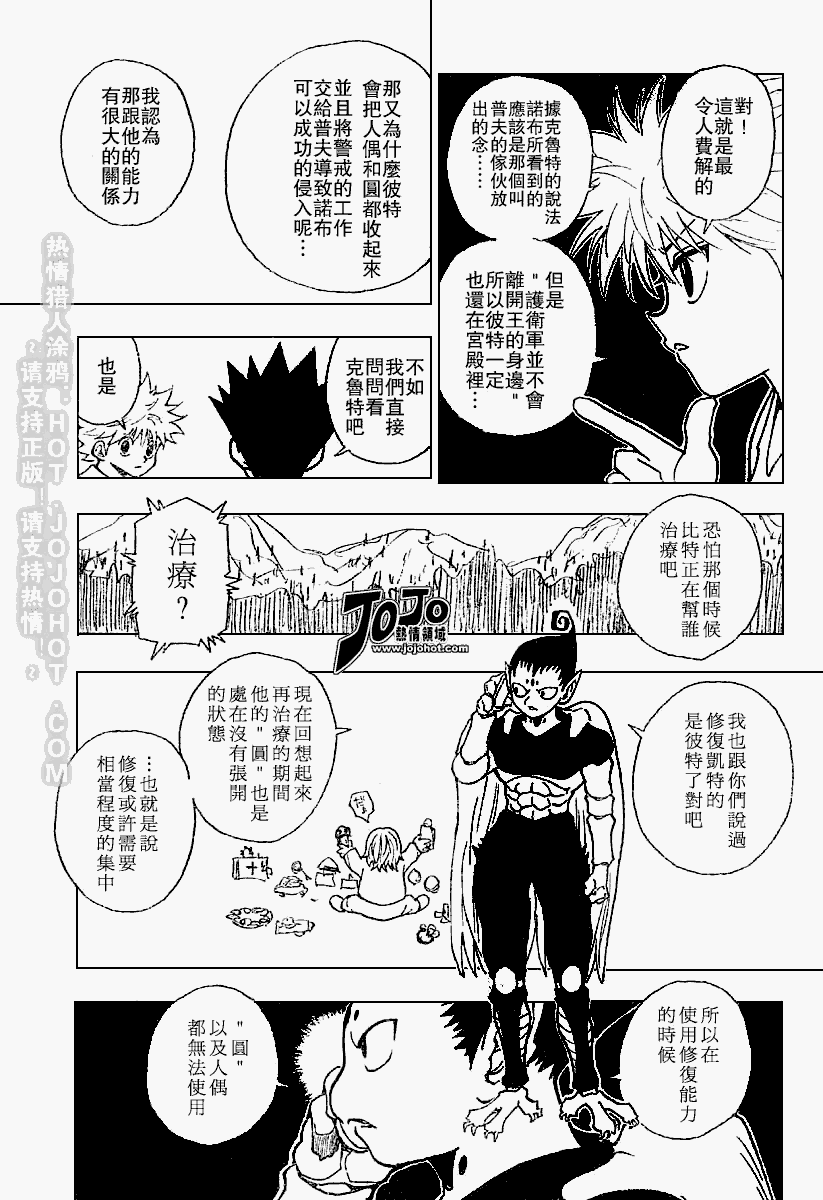 對！
這就是最
令人費解的
據克魯特的說法
諾布所看到的
應該是那個叫
普夫的傢伙放
出的念………
但是
"護衛軍並不會
離開王的身邊"
所以彼特一定
也還在宮殿裡…
那又為什麼彼特
會把人偶和圓都收起來
並且將警戒的工作
交給普夫導致諾布
可以成功的侵入呢…
我認為
那跟他的能力
有很大的關係
不如
我們直接
問問看
克魯特吧
也是
恐怕那個時候
比特正在幫誰
治療吧
治療？
我也跟你們說過
修復凱特的
是彼特了對吧
現在回想起來
再治療的期間
他的"圓"也是
處在沒有張開
的狀態
…也就是說
修復或許需要
相當程度的集中
所以在
使用修復能力
的時候
"圓"
以及人偶
都無法使用
JOJO
熱情領域
www.jojohot.com
热情猎人涂鸦：HOT.JOJOHOT.COM
～请支持正版！请支持热情～